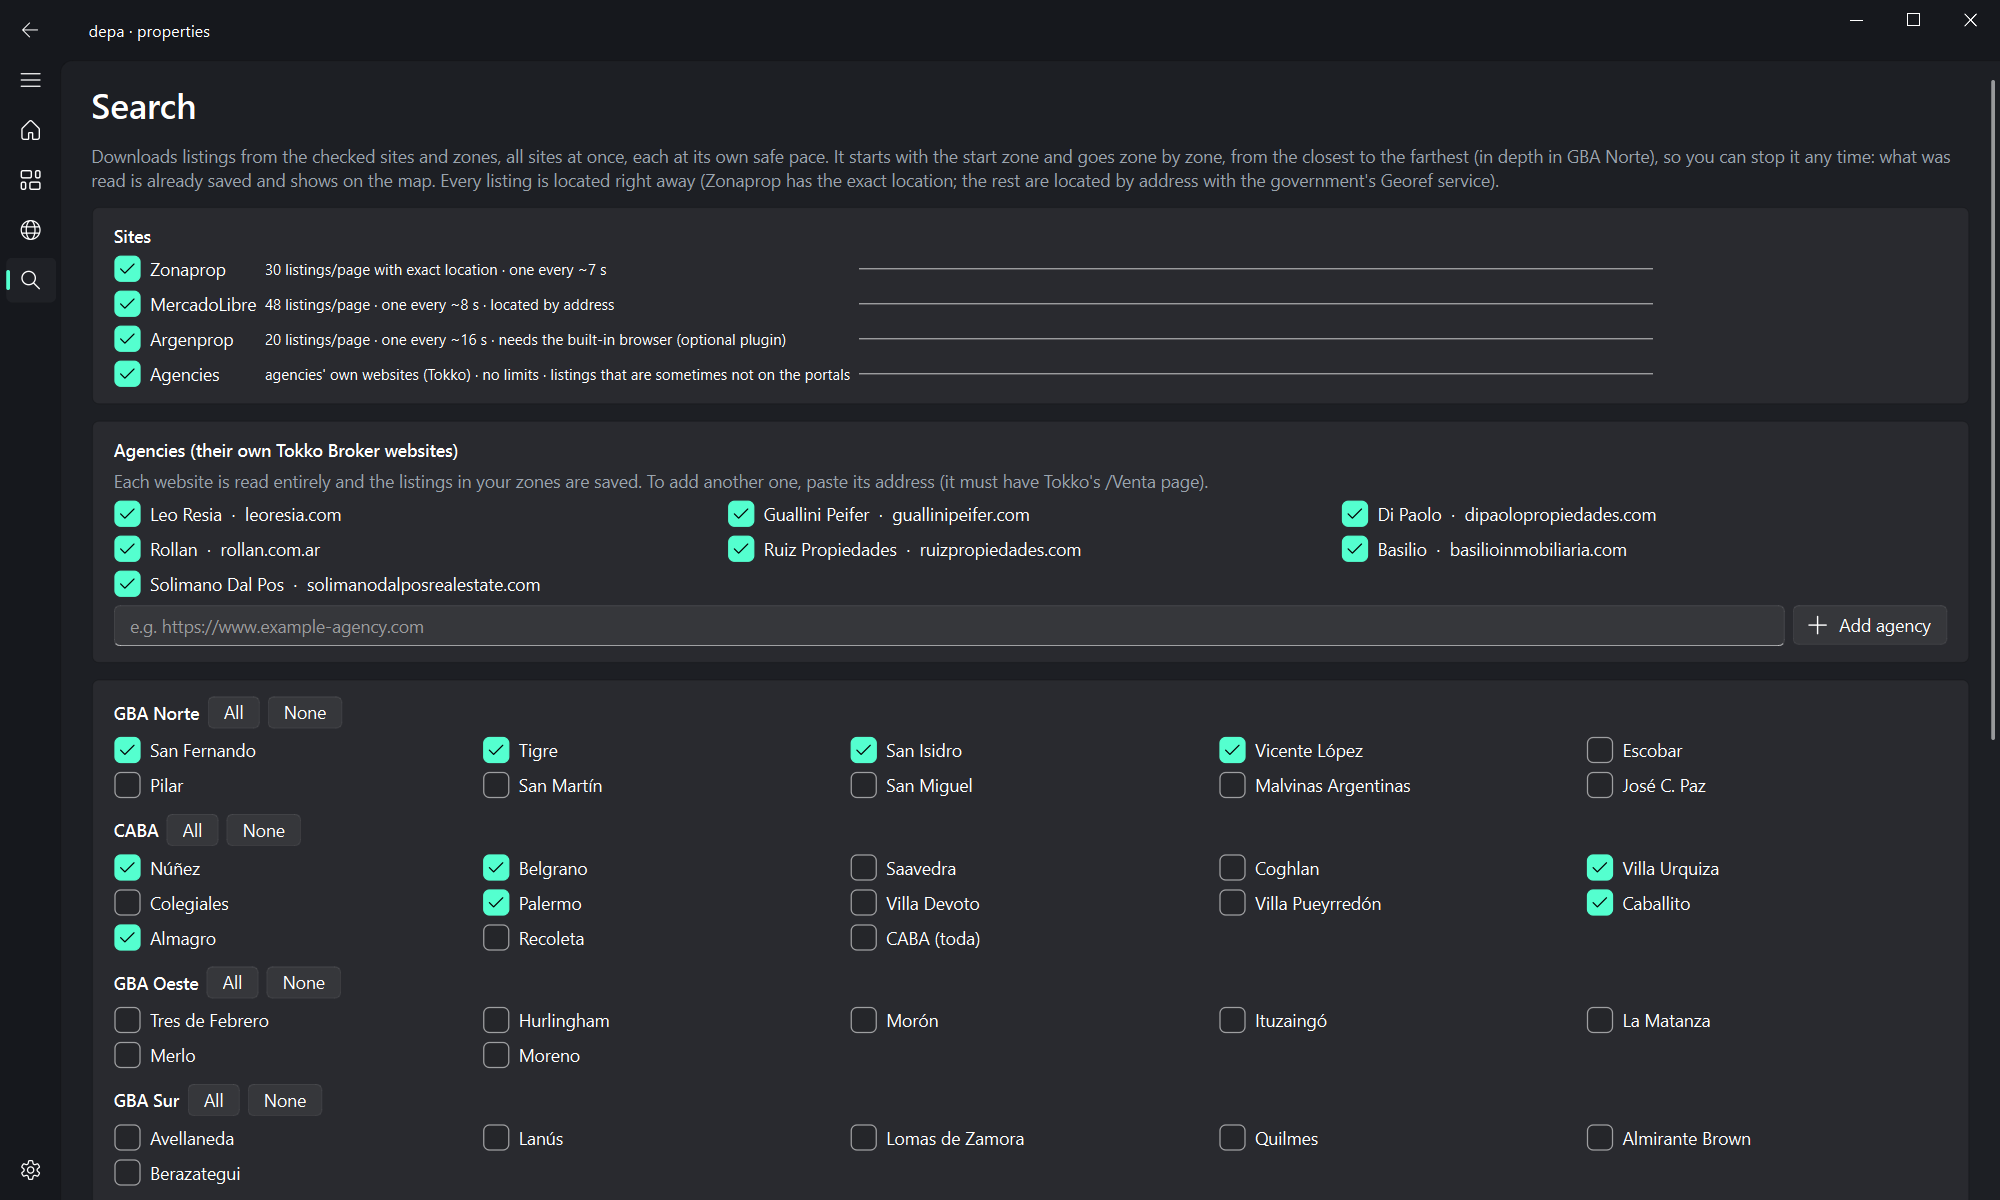 depa · properties
Search
Downloads listings from the checked sites and zones, all sites at once, each at its own safe pace. It starts with the start zone and goes zone by zone, from the closest to the farthest (in depth in GBA Norte), so you can stop it any time: what was
read is already saved and shows on the map. Every listing is located right away (Zonaprop has the exact location; the rest are located by address with the government's Georef service).
Sites
Zonaprop 30 listings/page with exact location · one every ~7 s
MercadoLibre 48 listings/page · one every ~8 s · located by address
Argenprop 20 listings/page · one every ~16 s · needs the built-in browser (optional plugin)
Agencies agencies' own websites (Tokko) · no limits · listings that are sometimes not on the portals
Agencies (their own Tokko Broker websites)
Each website is read entirely and the listings in your zones are saved. To add another one, paste its address (it must have Tokko's /Venta page).
Leo Resia · leoresia.com Guallini Peifer · guallinipeifer.com Di Paolo · dipaolopropiedades.com
Rollan · rollan.com.ar Ruiz Propiedades · ruizpropiedades.com Basilio · basilioinmobiliaria.com
Solimano Dal Pos · solimanodalposrealestate.com
e.g. https://www.example-agency.com Add agency
GBA Norte All None
San Fernando Tigre San Isidro Vicente López Escobar
Pilar San Martín San Miguel Malvinas Argentinas José C. Paz
CABA All None
Núñez Belgrano Saavedra Coghlan Villa Urquiza
Colegiales Palermo Villa Devoto Villa Pueyrredón Caballito
Almagro Recoleta CABA (toda)
GBA Oeste All None
Tres de Febrero Hurlingham Morón Ituzaingó La Matanza
Merlo Moreno
GBA Sur All None
Avellaneda Lanús Lomas de Zamora Quilmes Almirante Brown
Berazategui